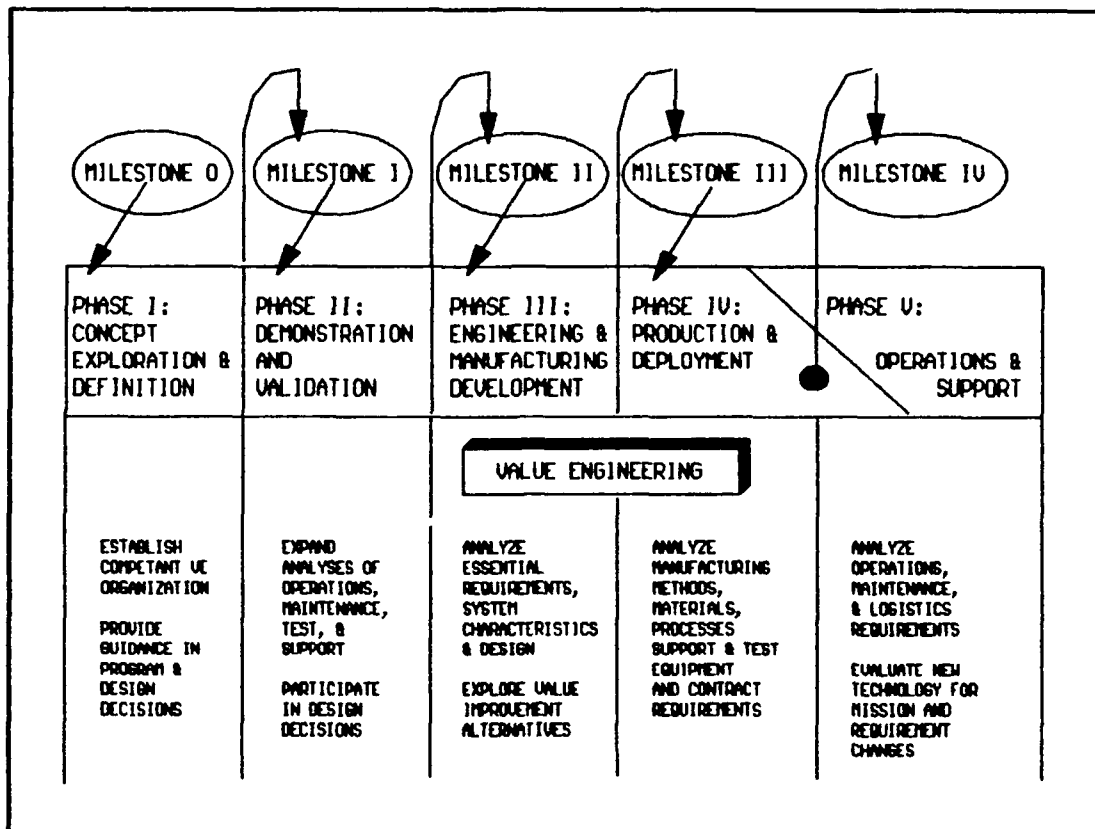 MILESTONE 0
MILESTONE I
MILESTONE II
MILESTONE III
MILESTONE IV
PHASE I:
CONCEPT
EXPLORATION &
DEFINITION
PHASE II:
DEMONSTRATION
AND
VALIDATION
PHASE III:
ENGINEERING &
MANUFACTURING
DEVELOPMENT
PHASE IV:
PRODUCTION &
DEPLOYMENT
PHASE V:
OPERATIONS &
SUPPORT
VALUE ENGINEERING
ESTABLISH
COMPETANT VE
ORGANIZATION
PROVIDE
GUIDANCE IN
PROGRAM &
DESIGN
DECISIONS
EXPAND
ANALYSES OF
OPERATIONS,
MAINTENANCE,
TEST, &
SUPPORT
PARTICIPATE
IN DESIGN
DECISIONS
ANALYZE
ESSENTIAL
REQUIREMENTS,
SYSTEM
CHARACTERISTICS
& DESIGN
EXPLORE VALUE
IMPROVEMENT
ALTERNATIVES
ANALYZE
MANUFACTURING
METHODS,
MATERIALS,
PROCESSES
SUPPORT & TEST
EQUIPMENT
AND CONTRACT
REQUIREMENTS
ANALYZE
OPERATIONS,
MAINTENANCE,
& LOGISTICS
REQUIREMENTS
EVALUATE NEW
TECHNOLOGY FOR
MISSION AND
REQUIREMENT
CHANGES